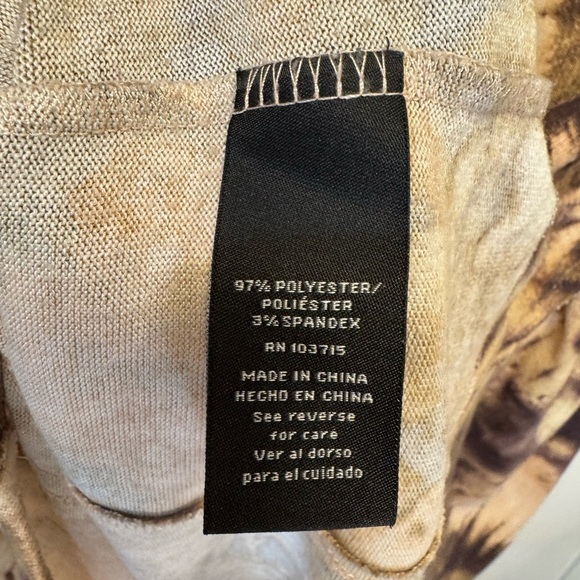 97% POLYESTER/
POLIÉSTER
3% SPANDEX
RN 103715
MADE IN CHINA
HECHO EN CHINA
See reverse
for care
Ver al dorso
para el cuidado